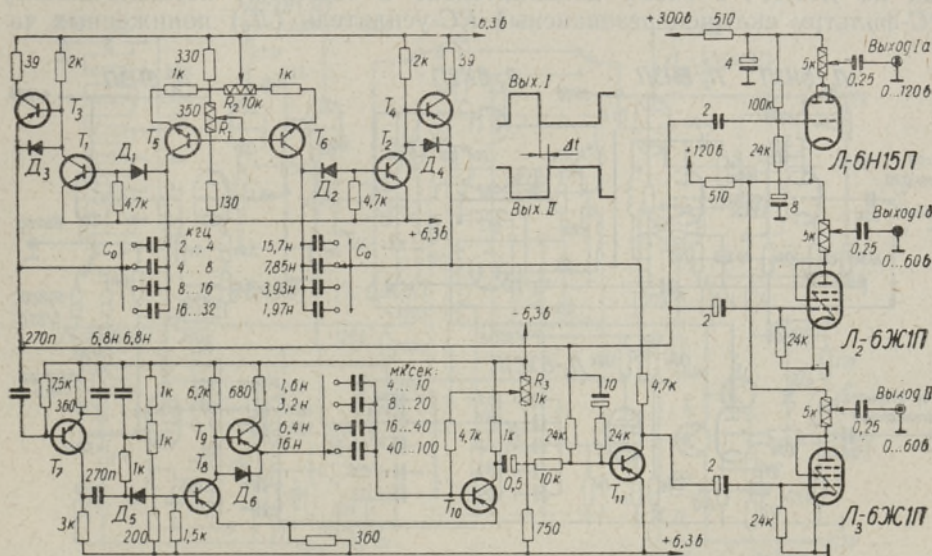 -6,3в
+300в
510
39
2к
330
1к
1к
2к
39
4
5к
Выход Iа
0,25
0...120в
T3
T5
R2 10к
350
R1
T6
T4
Вых. I
Δt
Вых. II
100к
2
24к
Л1-6Н15П
Д3
T1
Д1
Д2
T2
Д4
+120в
4,7к
130
4,7к
+6,3в
510
8
Выход Iб
5к
0,25
0...60в
кгц
C0
2...4
4...8
8...16
16...32
15,7н
7,85н
3,93н
1,97н
C0
2
24к
Л2-6Ж1П
270п
6,8н 6,8н
-6,3в
7,5к
360
1к
1к
6,2к
680
1,6н
3,2н
6,4н
16н
мксек:
4...10
8...20
16...40
40...100
R3
1к
10
4,7к
5к
Выход II
0,25
0...60в
T7
T9
T8
Д6
4,7к
1к
24к
24к
270п
1к
Д5
T10
0,5
10к
T11
2
Л3-6Ж1П
3к
200
1,5к
360
750
24к
+6,3в